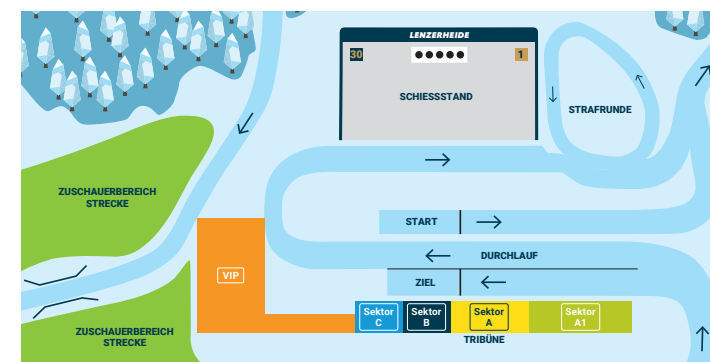 LENZERHEIDE
30
1
SCHIESSSTAND
STRAFRUNDE
ZUSCHAUERBEREICH
STRECKE
START
DURCHLAUF
VIP
ZIEL
Sektor
C
Sektor
B
Sektor
A
Sektor
A1
TRIBÜNE
ZUSCHAUERBEREICH
STRECKE